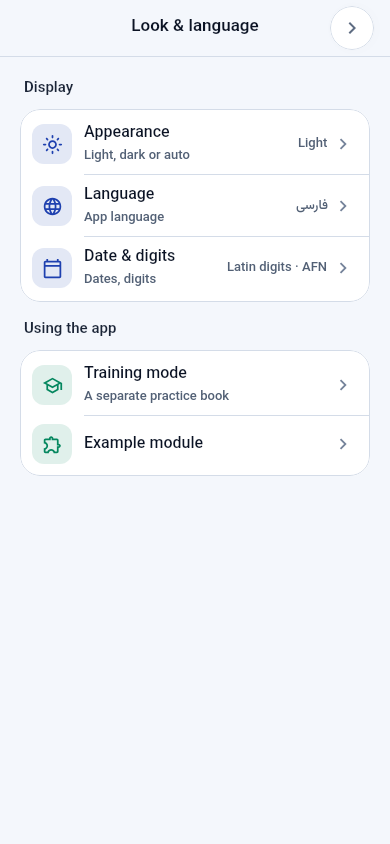 Look & language
Display
Appearance
Light, dark or auto
Light
Language
App language
فارسی
Date & digits
Dates, digits
Latin digits · AFN
Using the app
Training mode
A separate practice book
Example module